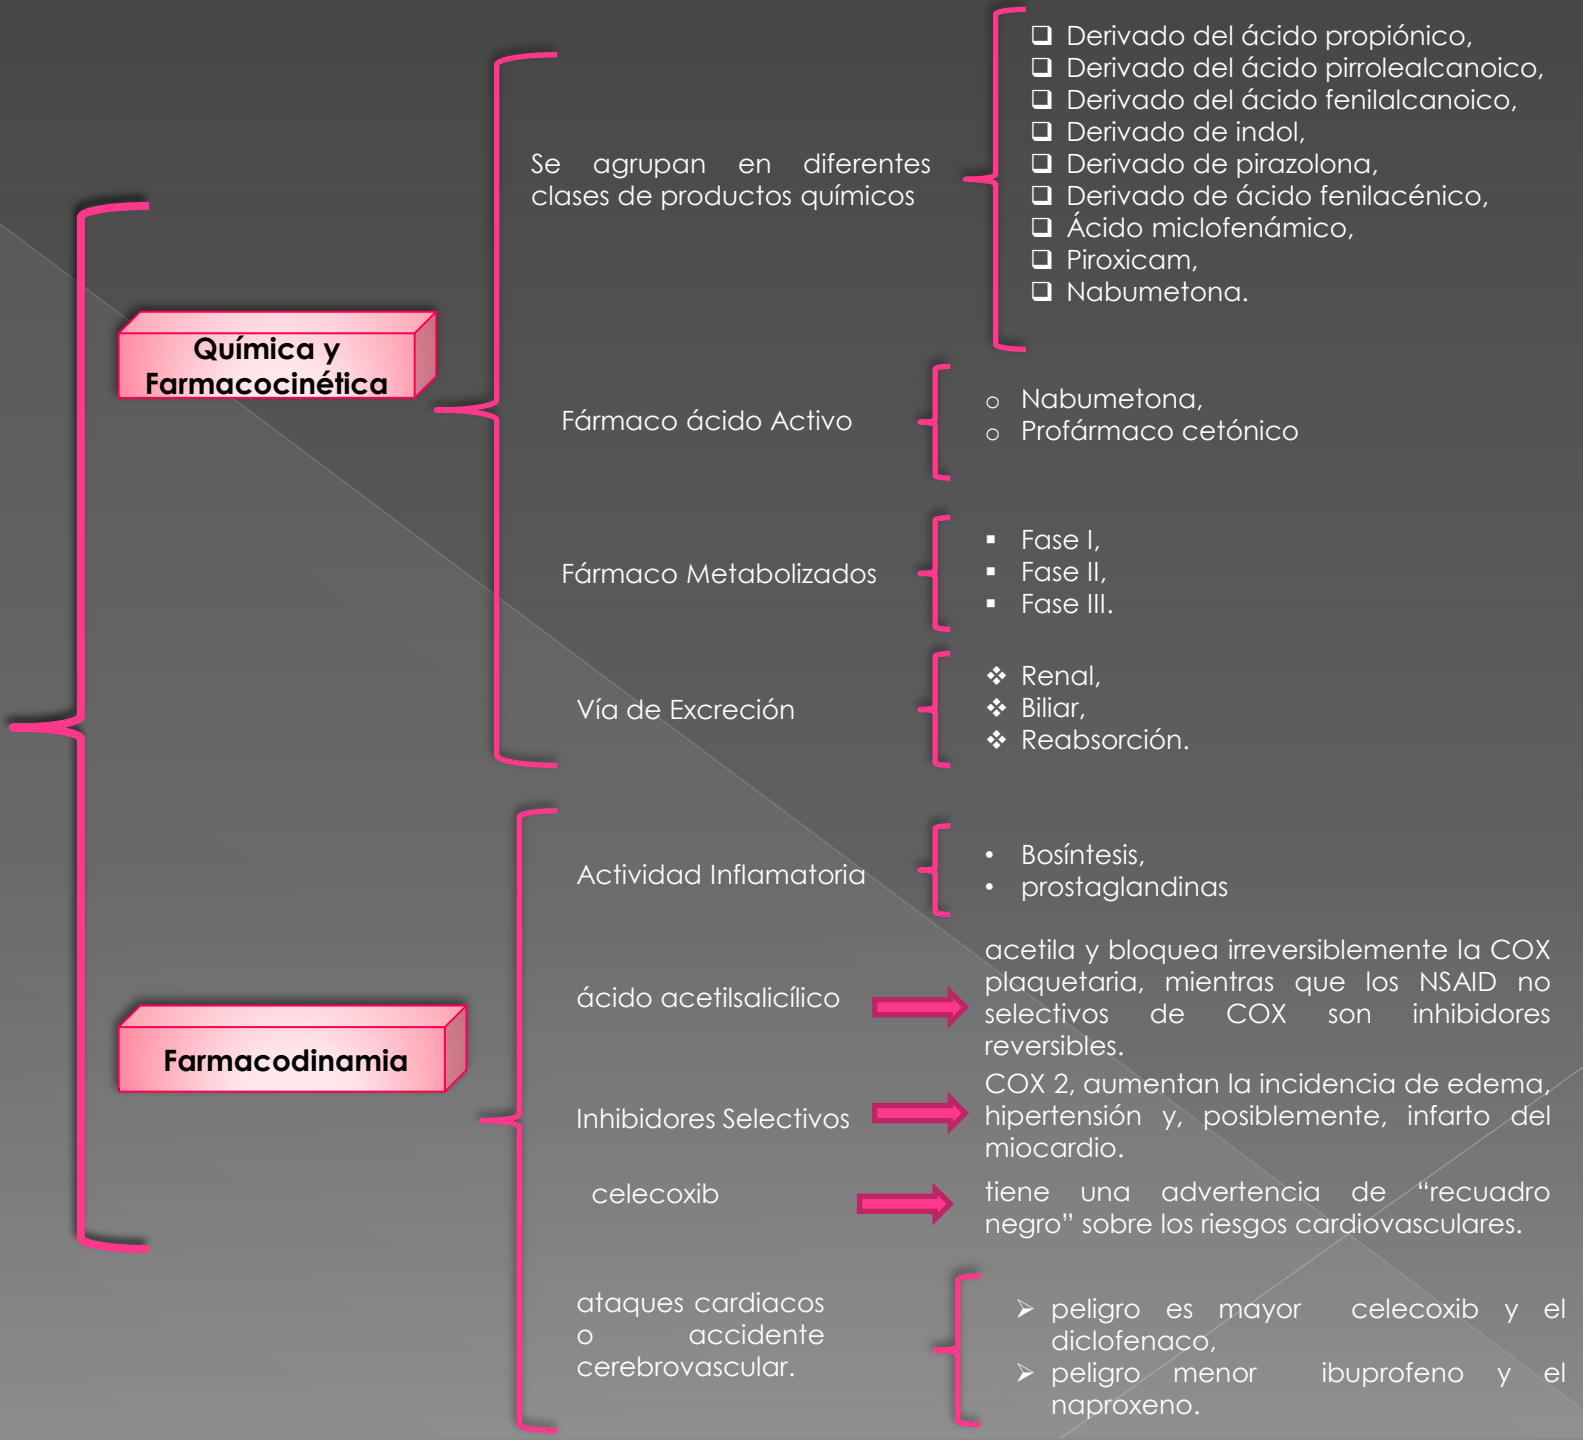 Química y
Farmacocinética
Se agrupan en diferentes
clases de productos químicos
❑ Derivado del ácido propiónico,
❑ Derivado del ácido pirrolealcanoico,
❑ Derivado del ácido fenilalcanoico,
❑ Derivado de indol,
❑ Derivado de pirazolona,
❑ Derivado de ácido fenilacénico,
❑ Ácido miclofenámico,
❑ Piroxicam,
❑ Nabumetona.
Fármaco ácido Activo
o Nabumetona,
o Profármaco cetónico
Fármaco Metabolizados
▪ Fase I,
▪ Fase II,
▪ Fase III.
Vía de Excreción
❖ Renal,
❖ Biliar,
❖ Reabsorción.
Farmacodinamia
Actividad Inflamatoria
• Bosíntesis,
• prostaglandinas
ácido acetilsalicílico
acetila y bloquea irreversiblemente la COX
plaquetaria, mientras que los NSAID no
selectivos de COX son inhibidores
reversibles.
Inhibidores Selectivos
COX 2, aumentan la incidencia de edema,
hipertensión y, posiblemente, infarto del
miocardio.
celecoxib
tiene una advertencia de “recuadro
negro” sobre los riesgos cardiovasculares.
ataques cardiacos
o accidente
cerebrovascular.
➢ peligro es mayor celecoxib y el
diclofenaco,
➢ peligro menor ibuprofeno y el
naproxeno.